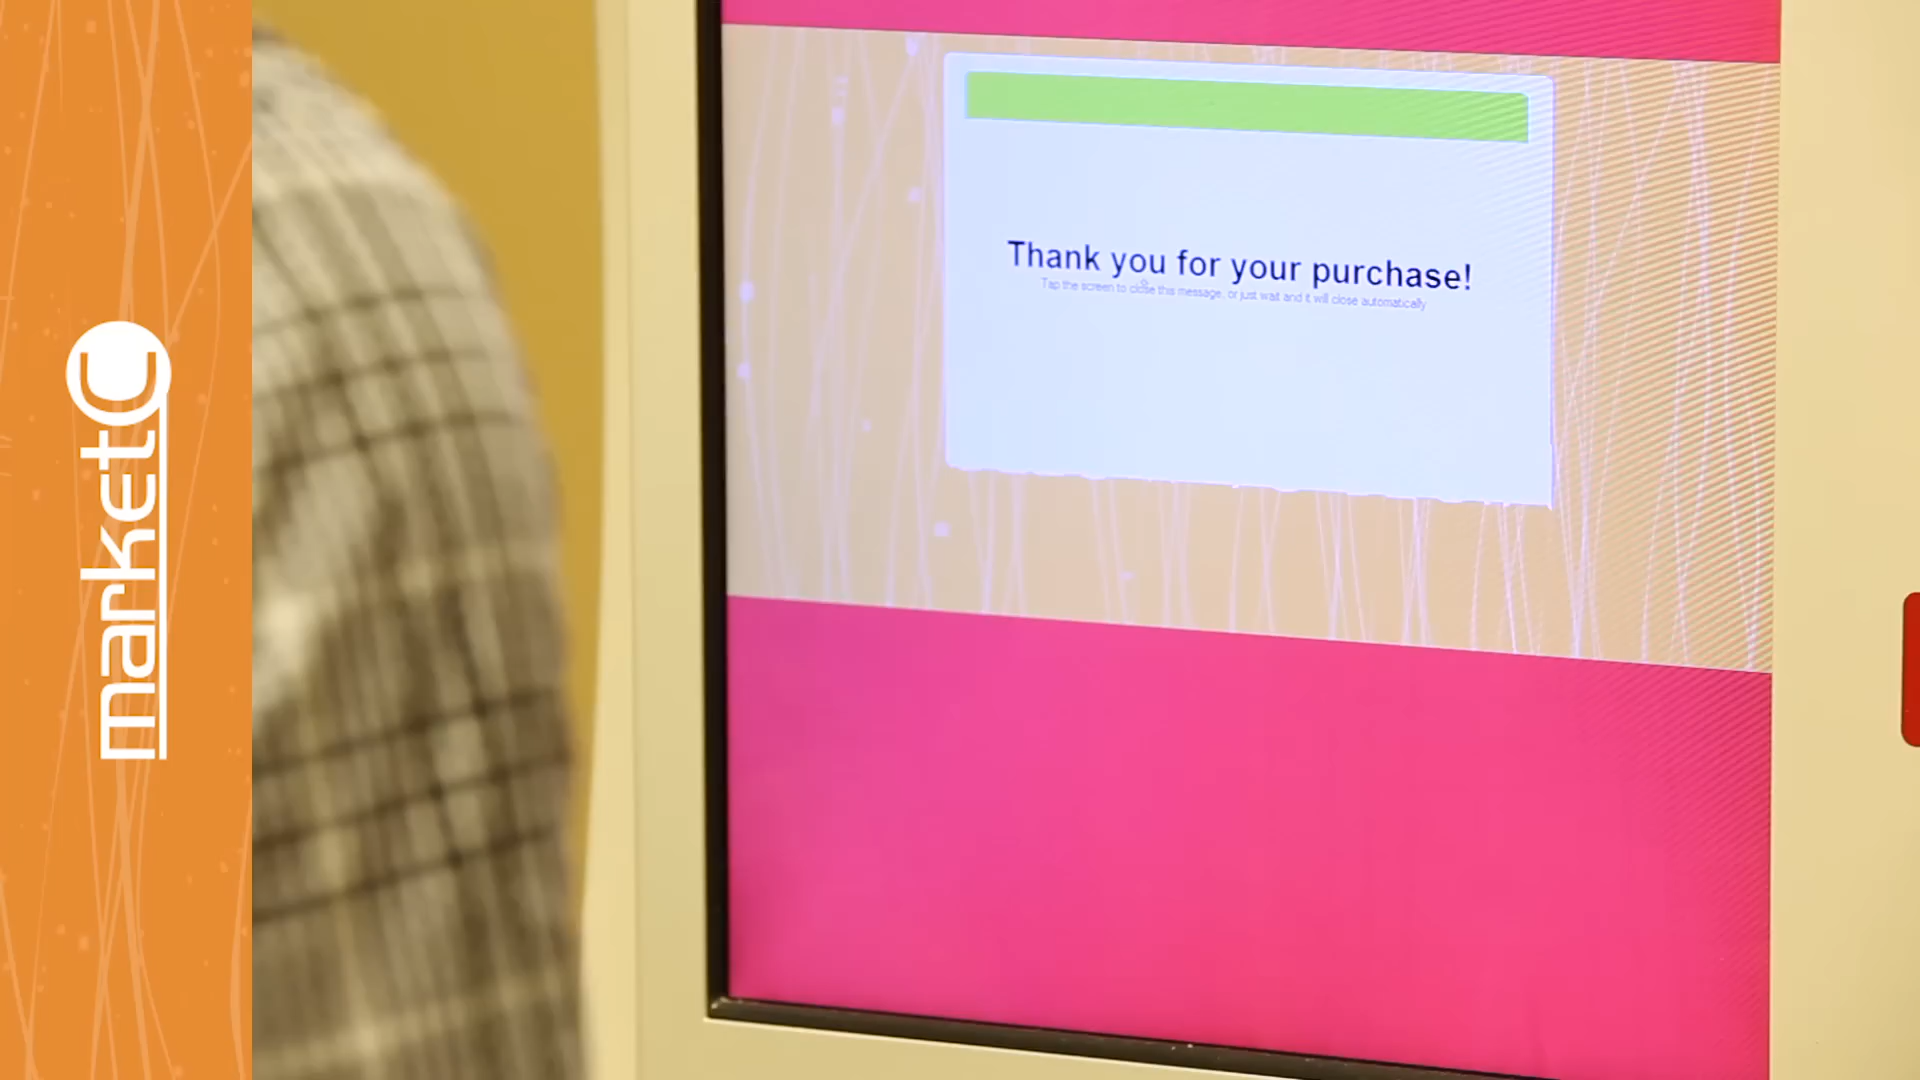 marketC
Thank you for your purchase!
Tap the screen to close this message, or just wait and it will close automatically